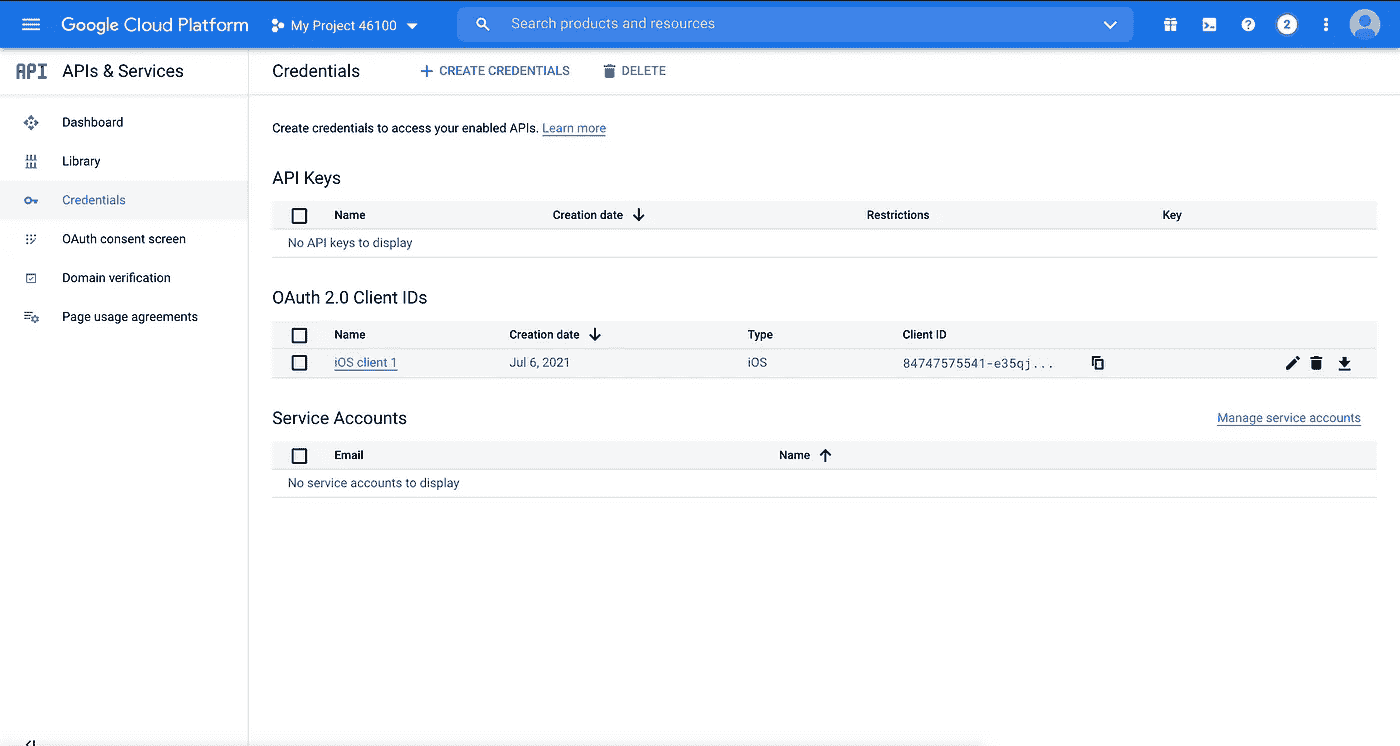 Google Cloud Platform My Project 46100 Search products and resources 2
API APIs & Services Credentials + CREATE CREDENTIALS DELETE
Dashboard
Library
Credentials
OAuth consent screen
Domain verification
Page usage agreements
Create credentials to access your enabled APIs. Learn more
API Keys
Name Creation date Restrictions Key
No API keys to display
OAuth 2.0 Client IDs
Name Creation date Type Client ID
iOS client 1 Jul 6, 2021 iOS 84747575541-e35qj...
Service Accounts Manage service accounts
Email Name
No service accounts to display